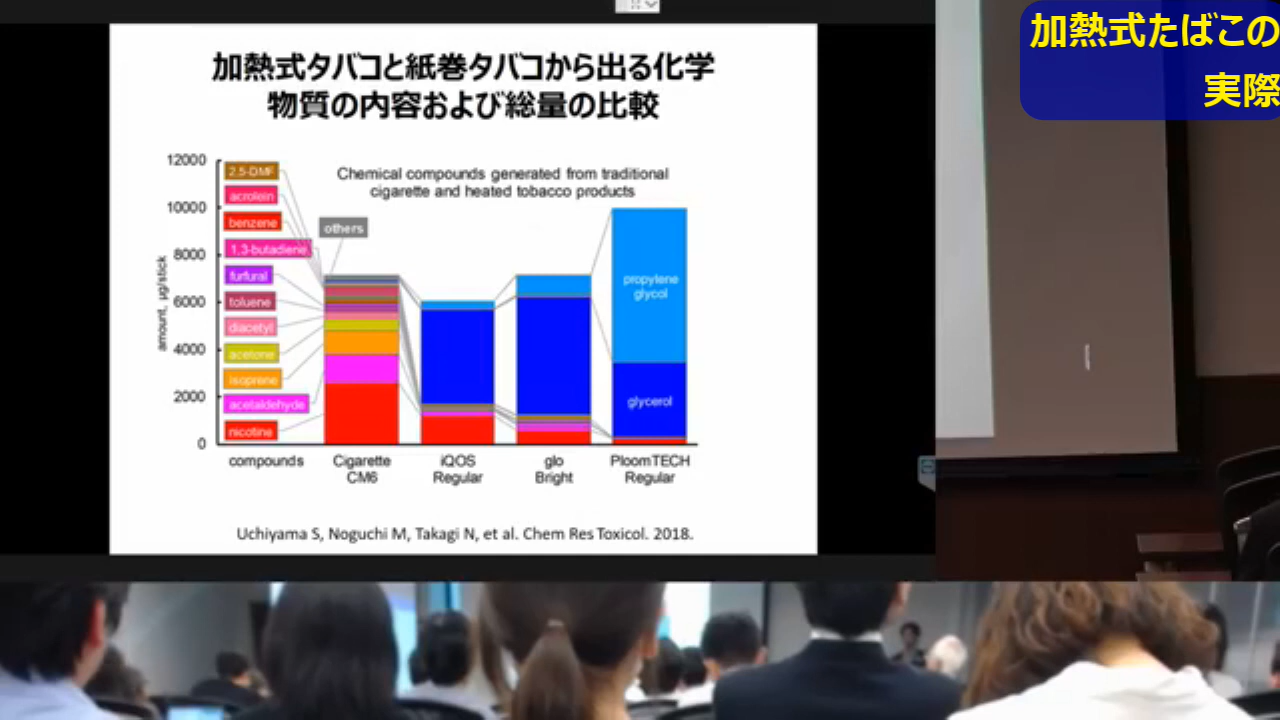 加熱式たばこの
実際
加熱式タバコと紙巻タバコから出る化学
物質の内容および総量の比較
Chemical compounds generated from traditional
cigarette and heated tobacco products
amount, μg/stick
12000
10000
8000
6000
4000
2000
0
2,5-DMF
acrolein
benzene
1,3-butadiene
furfural
toluene
diacetyl
acetone
isoprene
acetaldehyde
nicotine
others
propylene
glycol
glycerol
compounds
Cigarette
CM6
iQOS
Regular
glo
Bright
PloomTECH
Regular
Uchiyama S, Noguchi M, Takagi N, et al. Chem Res Toxicol. 2018.